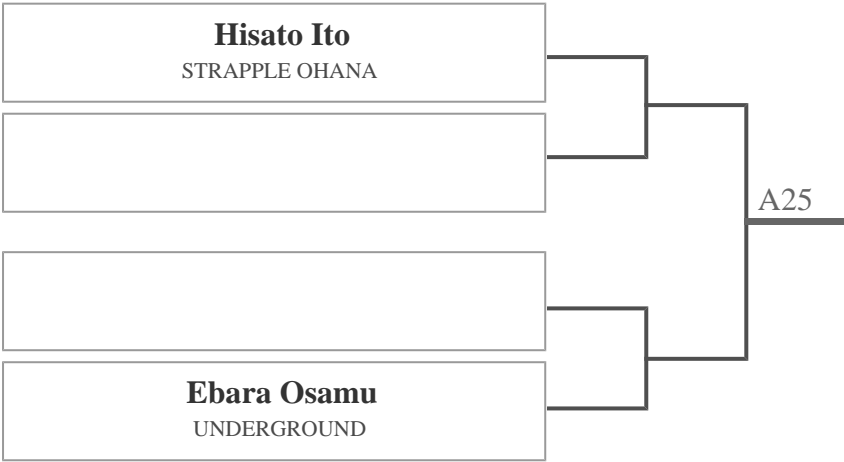 Hisato Ito
STRAPPLE OHANA
A25
Ebara Osamu
UNDERGROUND